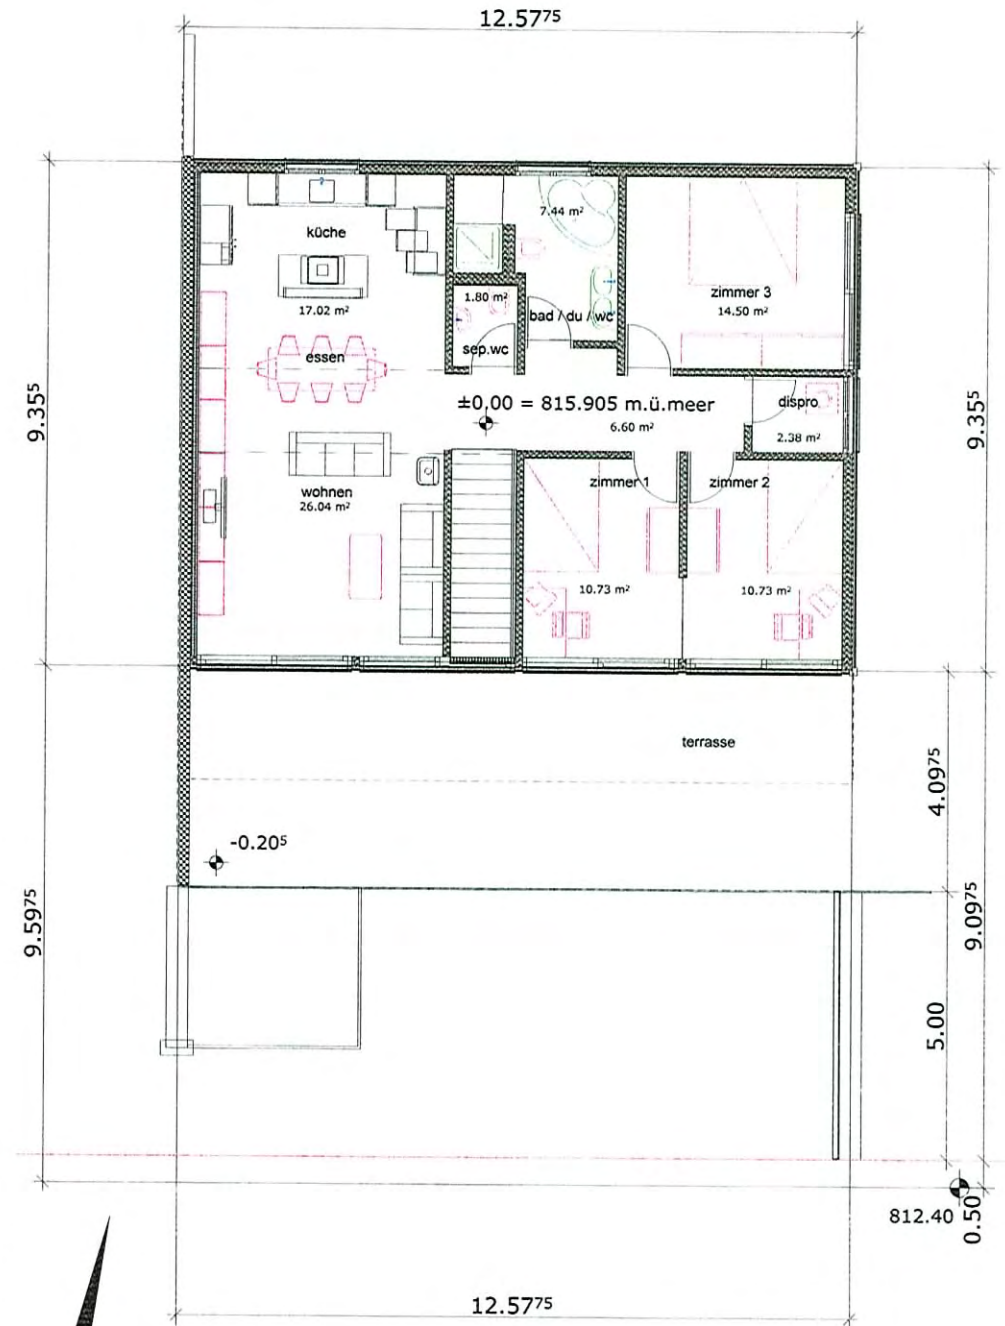 12.57⁷⁵
küche
17.02 m²
7.44 m²
zimmer 3
14.50 m²
1.80 m²
bad / du / wc
sep.wc
essen
9.35⁵
9.35⁵
±0,00 = 815.905 m.ü.meer
6.60 m²
dispro
2.38 m²
wohnen
26.04 m²
zimmer 1
zimmer 2
10.73 m²
10.73 m²
terrasse
4.09⁷⁵
-0.20⁵
9.59⁷⁵
9.09⁷⁵
5.00
812.40
0.50
12.57⁷⁵